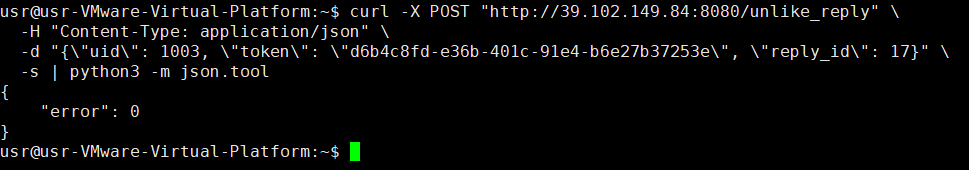 usr@usr-VMware-Virtual-Platform:~$ curl -X POST "http://39.102.149.84:8080/unlike_reply" \
  -H "Content-Type: application/json" \
  -d "{\"uid\": 1003, \"token\": \"d6b4c8fd-e36b-401c-91e4-b6e27b37253e\", \"reply_id\": 17}" \
  -s | python3 -m json.tool
{
    "error": 0
}
usr@usr-VMware-Virtual-Platform:~$